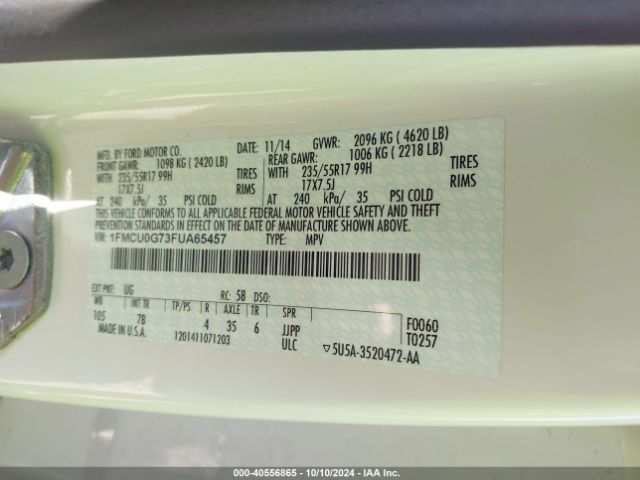 MFD. BY FORD MOTOR CO.
DATE: 11/14 GVWR: 2096 KG ( 4620 LB)
FRONT GAWR: 1098 KG ( 2420 LB)
REAR GAWR: 1006 KG ( 2218 LB)
WITH 235/55R17 99H TIRES
WITH 235/55R17 99H TIRES
17X7.5J RIMS
17X7.5J RIMS
AT 240 kPa/ 35 PSI COLD
AT 240 kPa/ 35 PSI COLD
THIS VEHICLE CONFORMS TO ALL APPLICABLE FEDERAL MOTOR VEHICLE SAFETY AND THEFT
PREVENTION STANDARDS IN EFFECT ON THE DATE OF MANUFACTURE SHOWN ABOVE.
VIN: 1FMCU0G73FUA65457 TYPE: MPV
EXT PNT: UG RC: 58 DSO:
WB INT TR TP/PS R AXLE TR SPR
105 7B 4 35 6 JJPP
F0060
T0257
MADE IN U.S.A. ULC
1201411071203
▽5U5A-3520472-AA
000-40556865 - 10/10/2024 - IAA Inc.